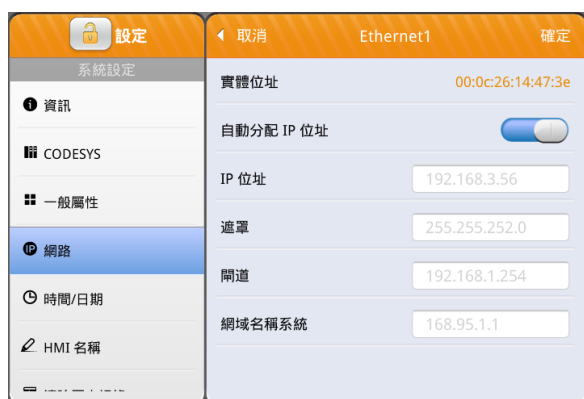 設定
系統設定
資訊
CODESYS
一般屬性
網路
時間/日期
HMI 名稱
取消 Ethernet1 確定
實體位址 00:0c:26:14:47:3e
自動分配 IP 位址
IP 位址 192.168.3.56
遮罩 255.255.252.0
閘道 192.168.1.254
網域名稱系統 168.95.1.1